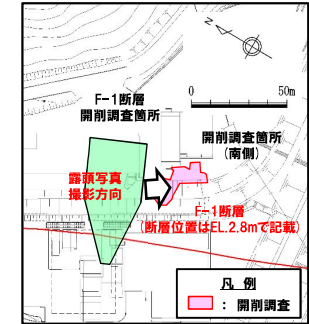 N
0 50m
F-1断層
開削調査箇所
開削調査箇所
(南側)
露頭写真
撮影方向
F-1断層
(断層位置はEL.2.8mで記載)
凡 例
: 開削調査